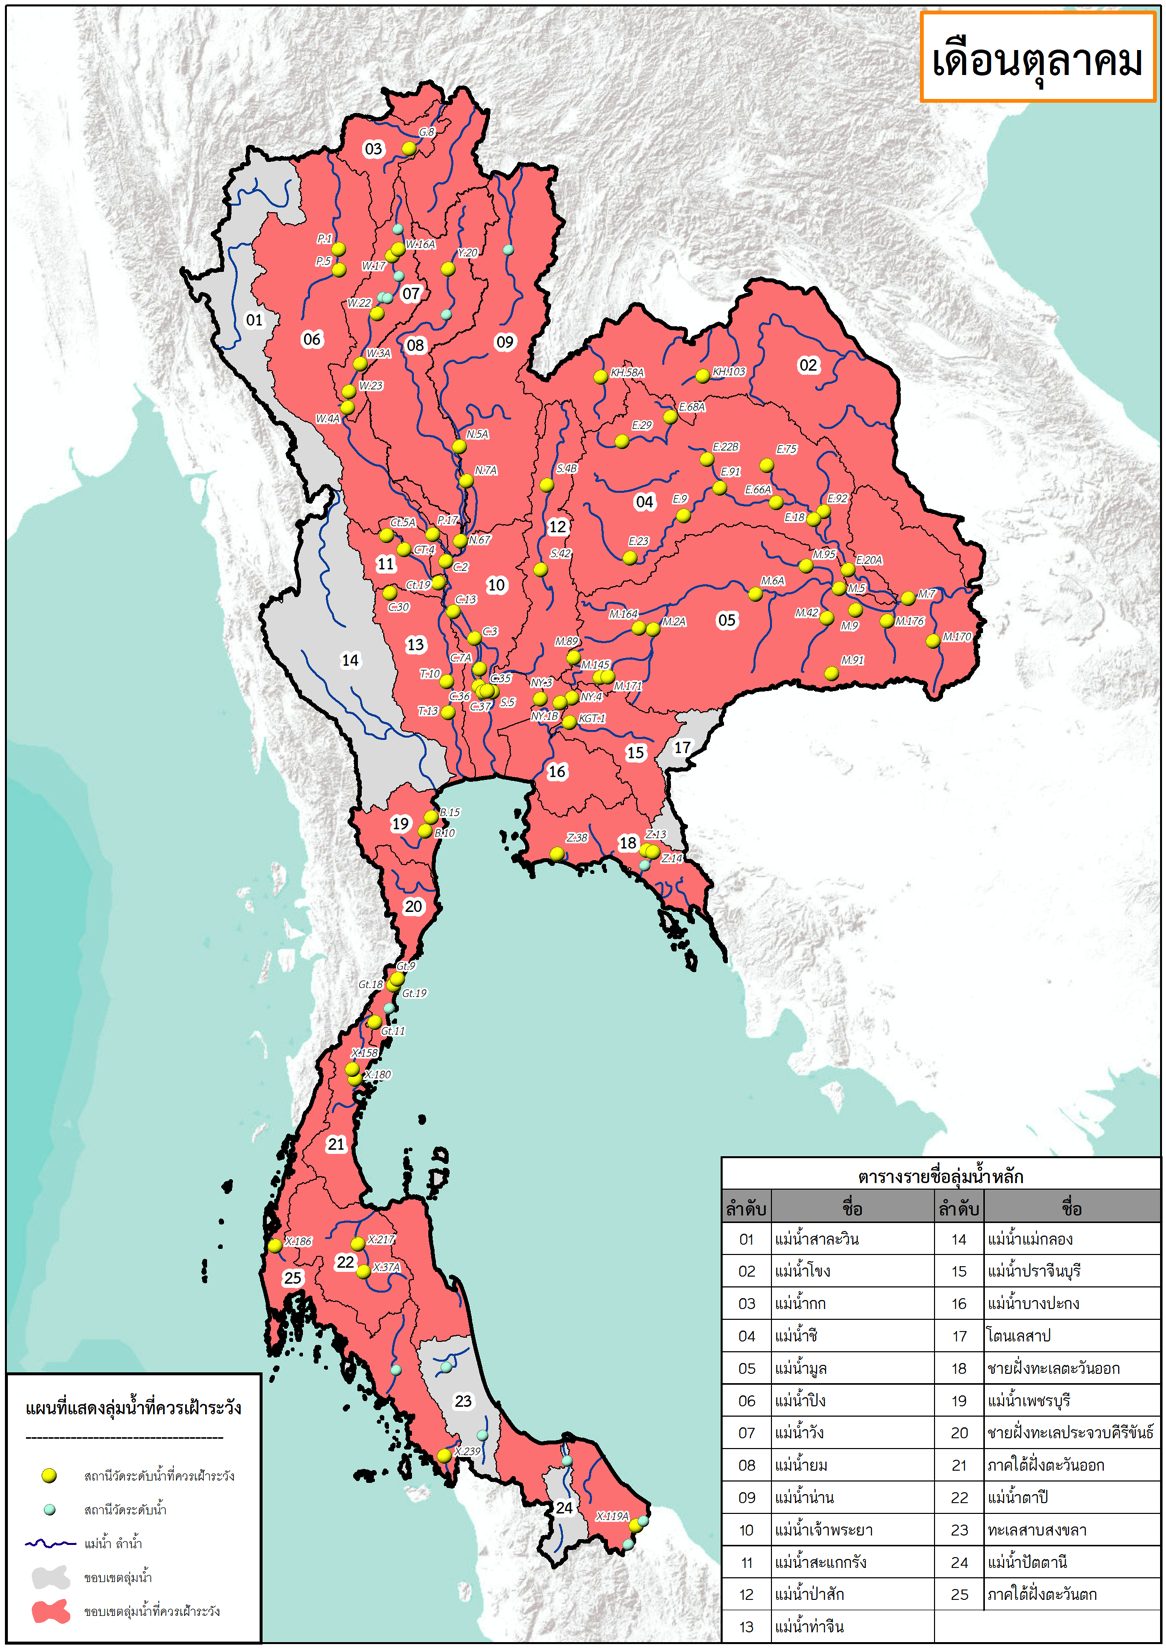 เดือนตุลาคม
G.8
03
P.1
W.16A
Y.20
P.5
W.17
07
W.22
01
06
08
09
W.3A
02
KH.58A
KH.103
W.23
W.4A
E.68A
E.29
N.5A
E.22B
E.75
N.7A
S.4B
E.91
04
E.9
E.66A
E.92
Ct.5A
P.17
12
E.18
N.67
CT.4
11
C.2
S.42
E.23
M.95
E.20A
Ct.19
10
M.6A
M.5
M.7
C.30
C.13
M.164
M.2A
05
M.42
M.9
M.176
C.3
13
M.170
14
C.7A
M.89
M.145
M.91
T.10
C.35
C.36
NY.3
M.171
C.37
S.5
NY.4
T.13
NY.1B
KGT.1
17
15
16
B.15
19
B.10
Z.38
18
Z.13
Z.14
20
Gt.9
Gt.18
Gt.19
Gt.11
X.158
X.180
21
X.186
X.217
22
X.37A
25
23
X.239
24
X.119A
ตารางรายชื่อลุ่มน้ำหลัก
ลำดับ ชื่อ ลำดับ ชื่อ
01 แม่น้ำสาละวิน 14 แม่น้ำแม่กลอง
02 แม่น้ำโขง 15 แม่น้ำปราจีนบุรี
03 แม่น้ำกก 16 แม่น้ำบางปะกง
04 แม่น้ำชี 17 โตนเลสาป
05 แม่น้ำมูล 18 ชายฝั่งทะเลตะวันออก
06 แม่น้ำปิง 19 แม่น้ำเพชรบุรี
07 แม่น้ำวัง 20 ชายฝั่งทะเลประจวบคีรีขันธ์
08 แม่น้ำยม 21 ภาคใต้ฝั่งตะวันออก
09 แม่น้ำน่าน 22 แม่น้ำตาปี
10 แม่น้ำเจ้าพระยา 23 ทะเลสาบสงขลา
11 แม่น้ำสะแกกรัง 24 แม่น้ำปัตตานี
12 แม่น้ำป่าสัก 25 ภาคใต้ฝั่งตะวันตก
13 แม่น้ำท่าจีน
แผนที่แสดงลุ่มน้ำที่ควรเฝ้าระวัง
สถานีวัดระดับน้ำที่ควรเฝ้าระวัง
สถานีวัดระดับน้ำ
แม่น้ำ ลำน้ำ
ขอบเขตลุ่มน้ำ
ขอบเขตลุ่มน้ำที่ควรเฝ้าระวัง